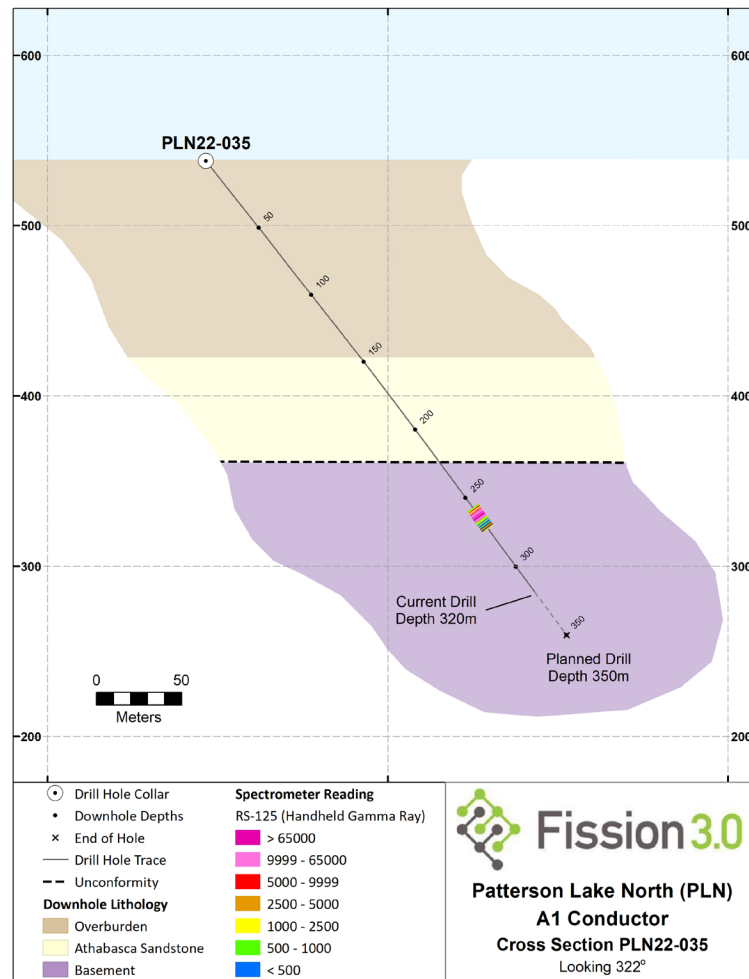 600
600
PLN22-035
500
500
50
100
150
400
400
200
250
300
300
300
Current Drill
Depth 320m
350
Planned Drill
Depth 350m
0
50
Meters
200
200
Drill Hole Collar
Downhole Depths
End of Hole
Drill Hole Trace
Unconformity
Downhole Lithology
Overburden
Athabasca Sandstone
Basement
Spectrometer Reading
RS-125 (Handheld Gamma Ray)
> 65000
9999 - 65000
5000 - 9999
2500 - 5000
1000 - 2500
500 - 1000
< 500
Fission 3.0
Patterson Lake North (PLN)
A1 Conductor
Cross Section PLN22-035
Looking 322°